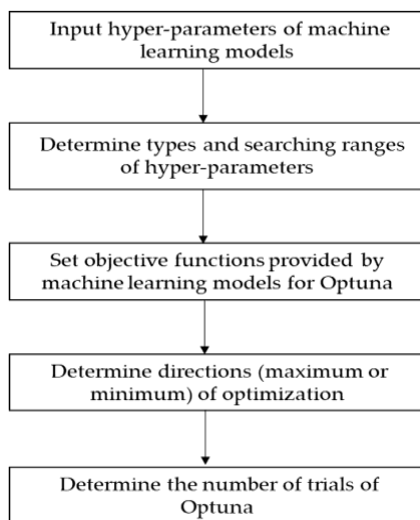 Input hyper-parameters of machine
learning models
Determine types and searching ranges
of hyper-parameters
Set objective functions provided by
machine learning models for Optuna
Determine directions (maximum or
minimum) of optimization
Determine the number of trials of
Optuna